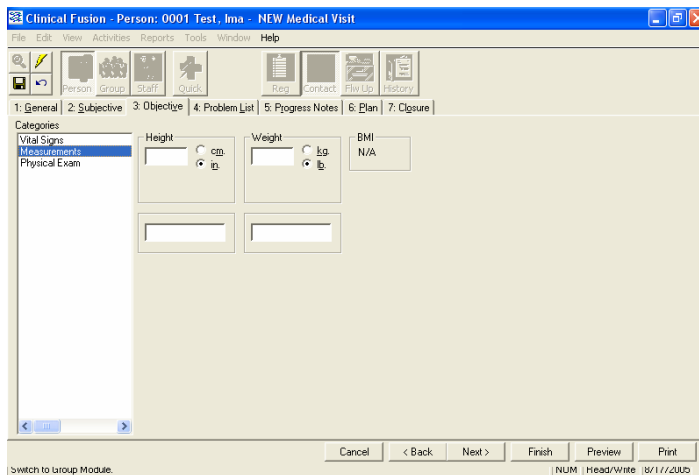 Clinical Fusion - Person: 0001 Test, Ima - NEW Medical Visit
File Edit View Activities Reports Tools Window Help
Person Group Staff Quick Reg Contact Flw Up History
1: General 2: Subjective 3: Objective 4: Problem List 5: Progress Notes 6: Plan 7: Closure
Categories
Vital Signs
Measurements
Physical Exam
Height
cm.
in.
Weight
kg.
lb.
BMI
N/A
Cancel < Back Next > Finish Preview Print
Switch to Group Module. NUM Read/Write 8/17/2005